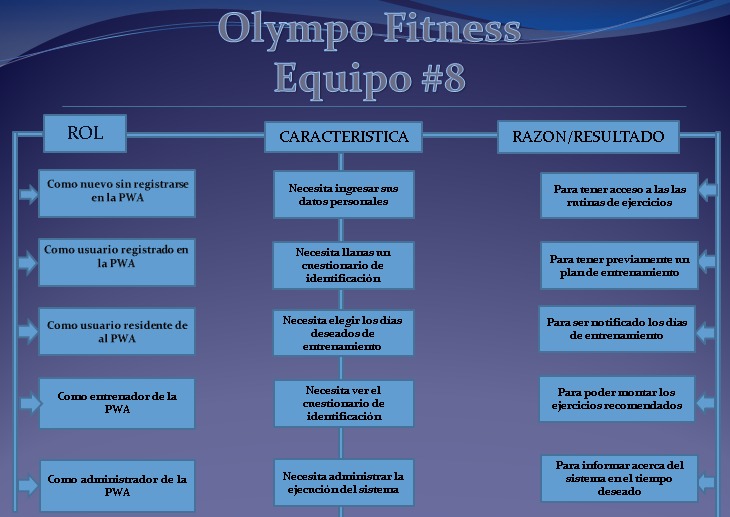 Olympo Fitness
Equipo #8
ROL
CARACTERISTICA
RAZON/RESULTADO
Como nuevo sin registrarse
en la PWA
Necesita ingresar sus
datos personales
Para tener acceso a las las
rutinas de ejercicios
Como usuario registrado en
la PWA
Necesita llanas un
cuestionario de
identificación
Para tener previamente un
plan de entrenamiento
Como usuario residente de
al PWA
Necesita elegir los días
deseados de
entrenamiento
Para ser notificado los días
de entrenamiento
Como entrenador de la
PWA
Necesita ver el
cuestionario de
identificación
Para poder montar los
ejercicios recomendados
Como administrador de la
PWA
Necesita administrar la
ejecución del sistema
Para informar acerca del
sistema en el tiempo
deseado